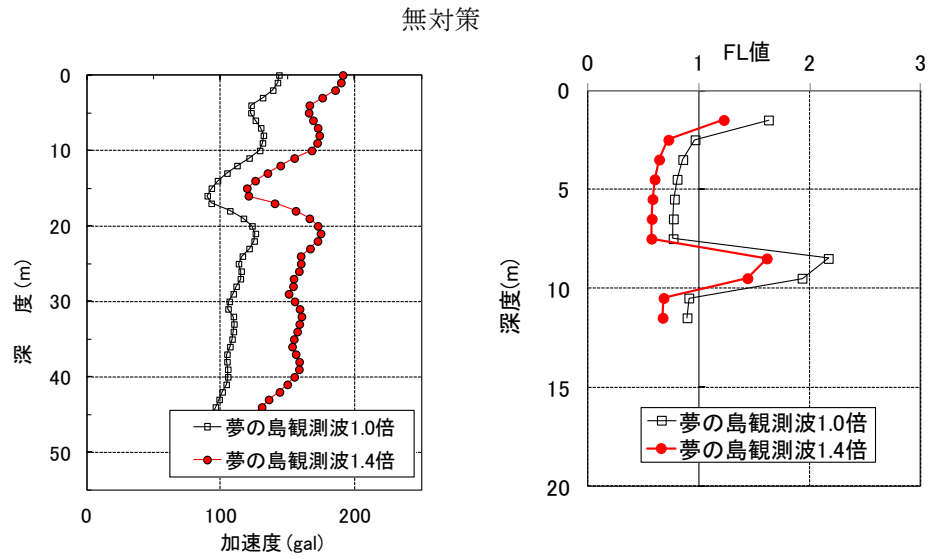 無対策
0
10
20
30
40
50
深 度(m)
0 100 200
加速度(gal)
夢の島観測波1.0倍
夢の島観測波1.4倍
FL値
0 1 2 3
0
5
10
15
20
深度(m)
夢の島観測波1.0倍
夢の島観測波1.4倍